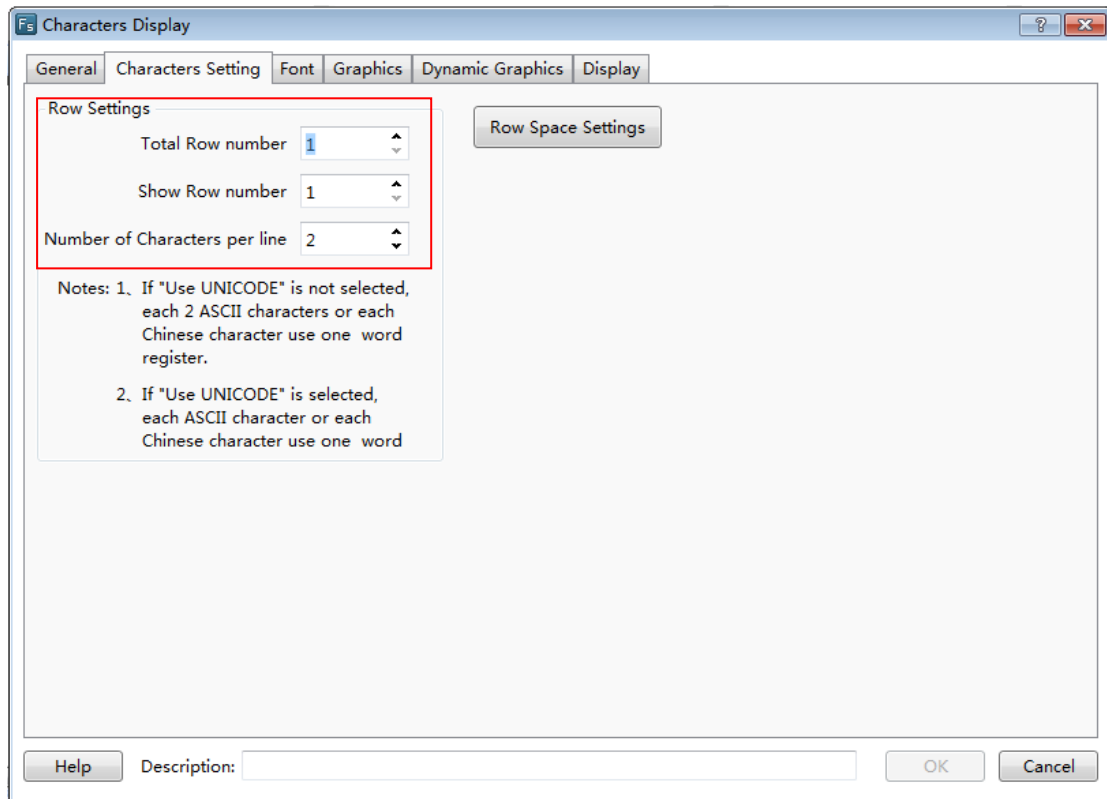 Fs Characters Display
General Characters Setting Font Graphics Dynamic Graphics Display
Row Settings
Row Space Settings
Total Row number 1
Show Row number 1
Number of Characters per line 2
Notes: 1、If "Use UNICODE" is not selected,
each 2 ASCII characters or each
Chinese character use one word
register.
2、If "Use UNICODE" is selected,
each ASCII character or each
Chinese character use one word
Help Description: OK Cancel